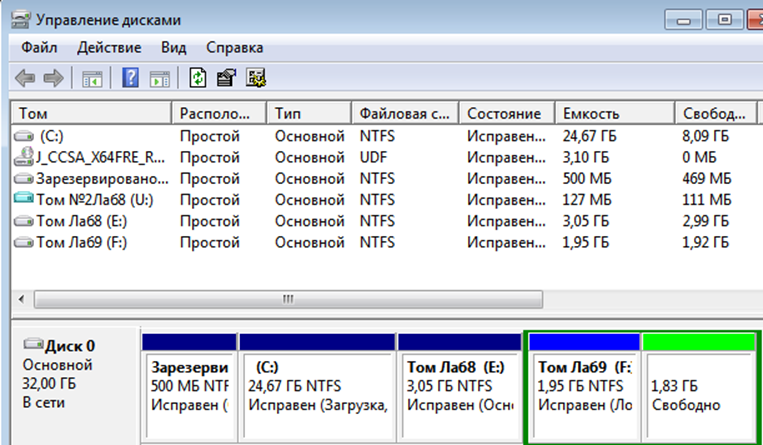 Управление дисками
Файл Действие Вид Справка
Том Располо... Тип Файловая с... Состояние Емкость Свобод...
(C:) Простой Основной NTFS Исправен... 24,67 ГБ 8,09 ГБ
J_CCSA_X64FRE_R... Простой Основной UDF Исправен... 3,10 ГБ 0 МБ
Зарезервировано... Простой Основной NTFS Исправен... 500 МБ 469 МБ
Том №2Ла68 (U:) Простой Основной NTFS Исправен... 127 МБ 111 МБ
Том Ла68 (E:) Простой Основной NTFS Исправен... 3,05 ГБ 2,99 ГБ
Том Ла69 (F:) Простой Основной NTFS Исправен... 1,95 ГБ 1,92 ГБ
Диск 0
Основной
32,00 ГБ
В сети
Зарезерви
500 МБ NTF
Исправен (
(C:)
24,67 ГБ NTFS
Исправен (Загрузка,
Том Ла68 (E:)
3,05 ГБ NTFS
Исправен (Осно
Том Ла69 (F:
1,95 ГБ NTFS
Исправен (Ло
1,83 ГБ
Свободно